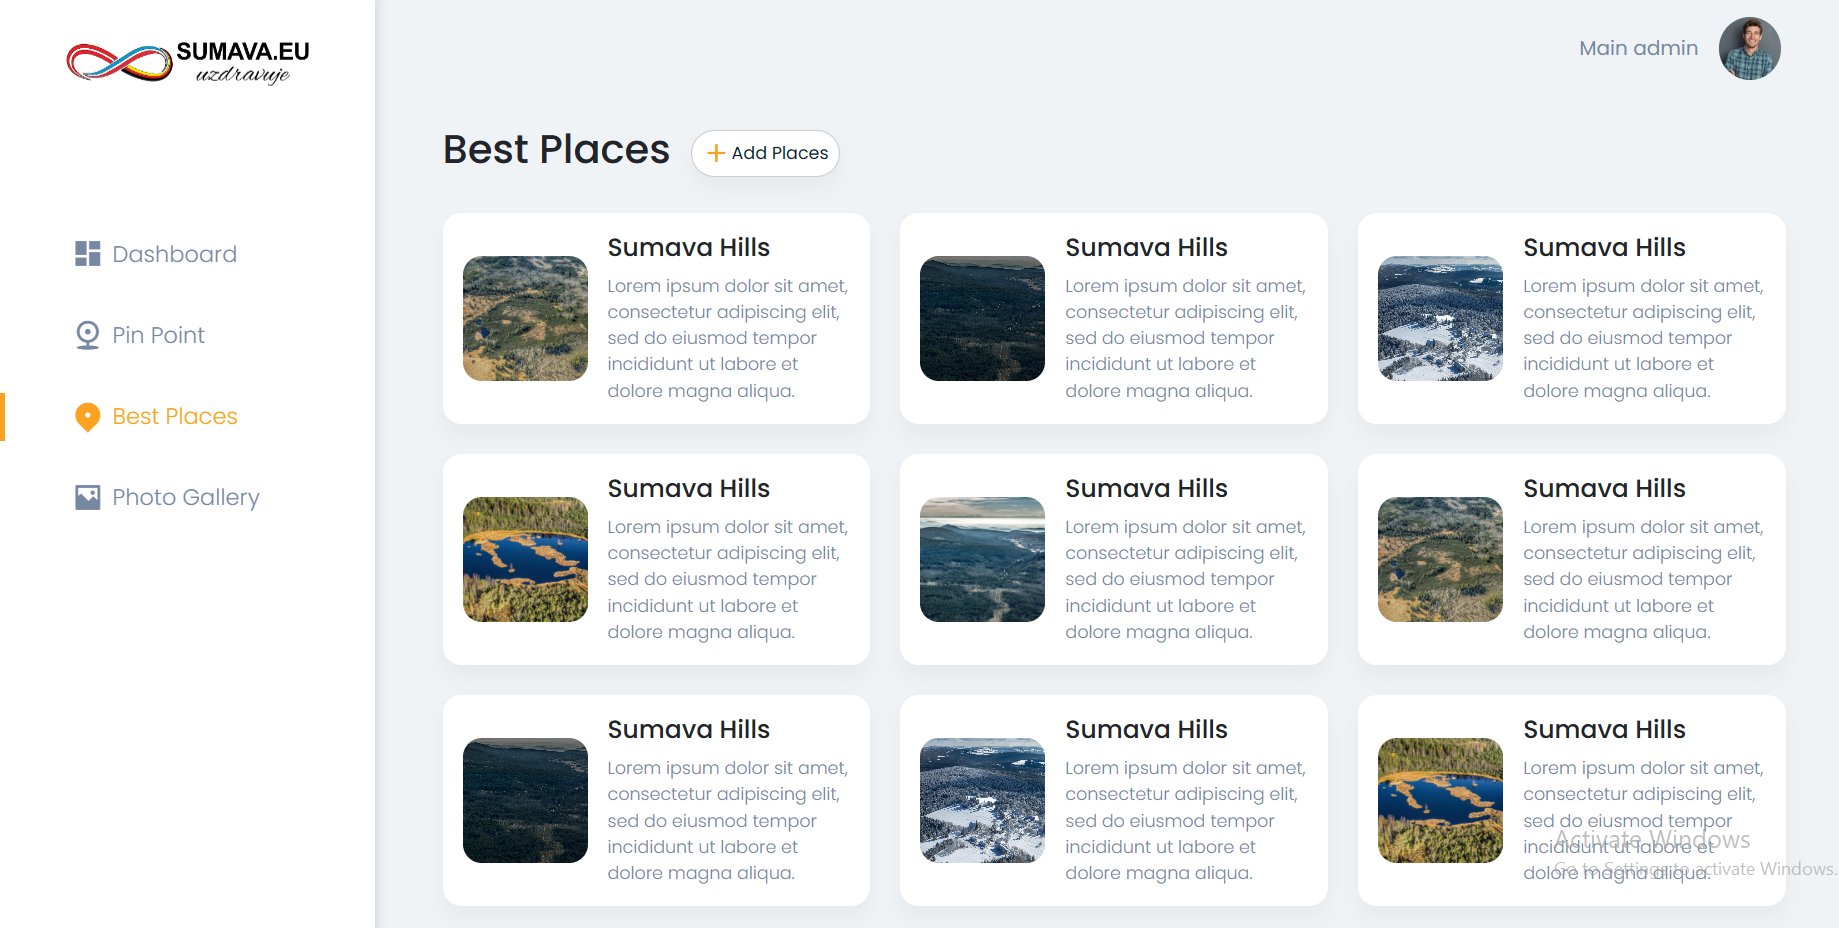 SUMAVA.EU
uzdravuje
Main admin
Dashboard
Pin Point
Best Places
Photo Gallery
Best Places
Add Places
Sumava Hills
Lorem ipsum dolor sit amet,
consectetur adipiscing elit,
sed do eiusmod tempor
incididunt ut labore et
dolore magna aliqua.
Sumava Hills
Lorem ipsum dolor sit amet,
consectetur adipiscing elit,
sed do eiusmod tempor
incididunt ut labore et
dolore magna aliqua.
Sumava Hills
Lorem ipsum dolor sit amet,
consectetur adipiscing elit,
sed do eiusmod tempor
incididunt ut labore et
dolore magna aliqua.
Sumava Hills
Lorem ipsum dolor sit amet,
consectetur adipiscing elit,
sed do eiusmod tempor
incididunt ut labore et
dolore magna aliqua.
Sumava Hills
Lorem ipsum dolor sit amet,
consectetur adipiscing elit,
sed do eiusmod tempor
incididunt ut labore et
dolore magna aliqua.
Sumava Hills
Lorem ipsum dolor sit amet,
consectetur adipiscing elit,
sed do eiusmod tempor
incididunt ut labore et
dolore magna aliqua.
Sumava Hills
Lorem ipsum dolor sit amet,
consectetur adipiscing elit,
sed do eiusmod tempor
incididunt ut labore et
dolore magna aliqua.
Sumava Hills
Lorem ipsum dolor sit amet,
consectetur adipiscing elit,
sed do eiusmod tempor
incididunt ut labore et
dolore magna aliqua.
Sumava Hills
Lorem ipsum dolor sit amet,
consectetur adipiscing elit,
sed do eiusmod tempor
incididunt ut labore et
dolore magna aliqua.
Activate Windows
Go to Settings to activate Windows.